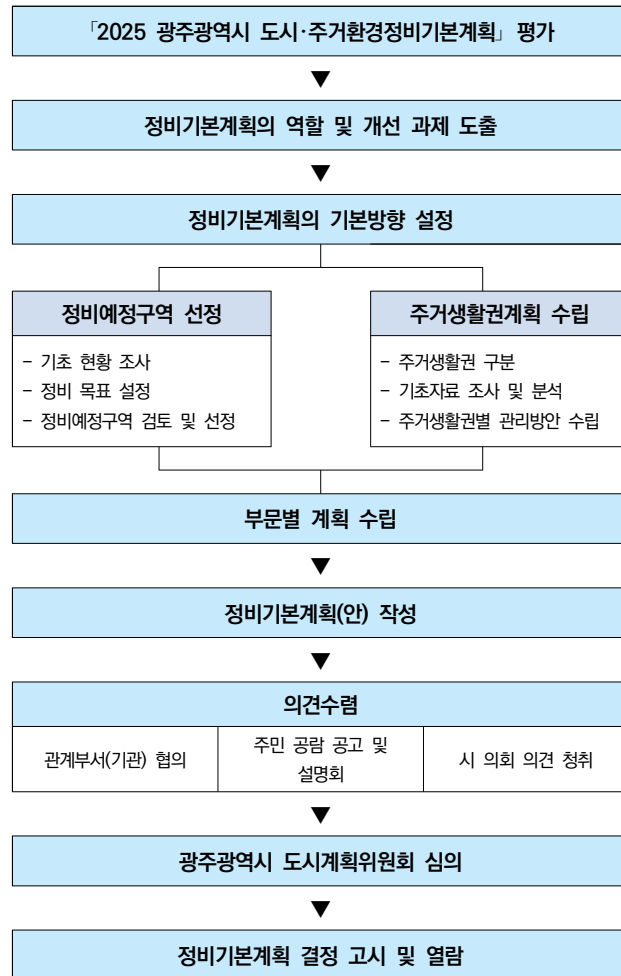 「2025 광주광역시 도시·주거환경정비기본계획」 평가
▼
정비기본계획의 역할 및 개선 과제 도출
▼
정비기본계획의 기본방향 설정
정비예정구역 선정
- 기초 현황 조사
- 정비 목표 설정
- 정비예정구역 검토 및 선정
주거생활권계획 수립
- 주거생활권 구분
- 기초자료 조사 및 분석
- 주거생활권별 관리방안 수립
부문별 계획 수립
▼
정비기본계획(안) 작성
▼
의견수렴
관계부서(기관) 협의
주민 공람 공고 및
설명회
시 의회 의견 청취
▼
광주광역시 도시계획위원회 심의
▼
정비기본계획 결정 고시 및 열람